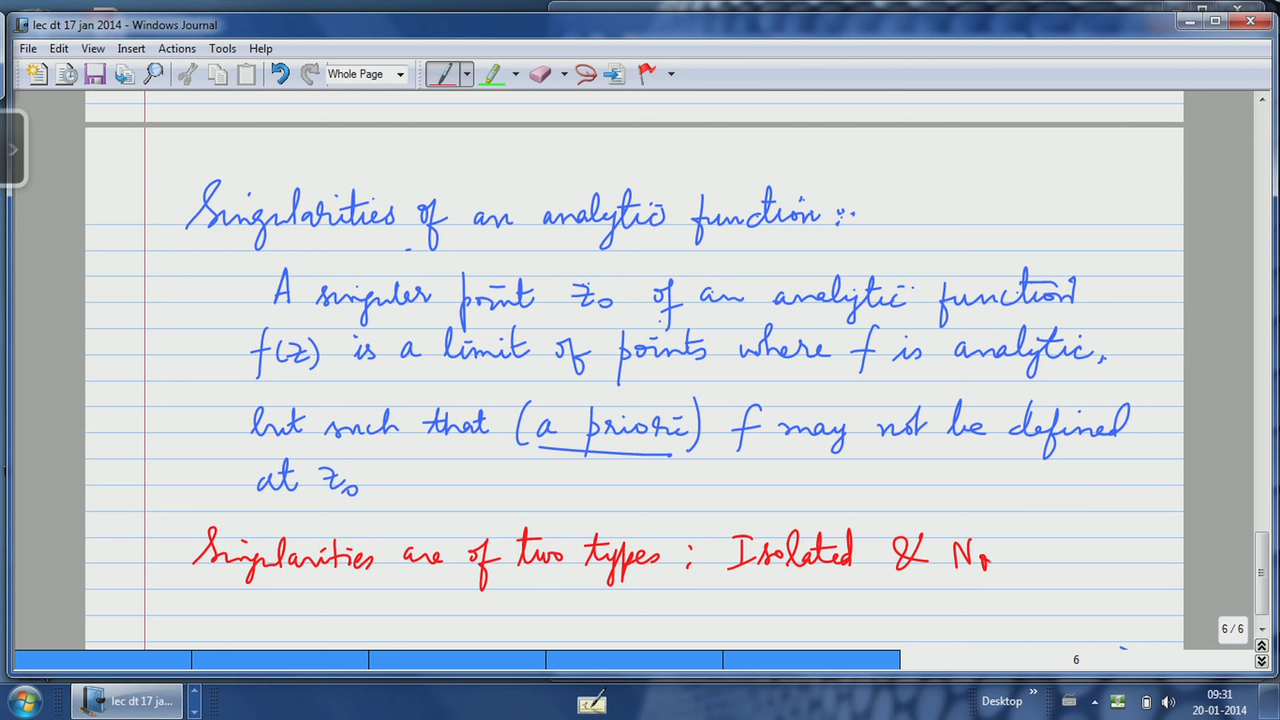 lec dt 17 jan 2014 - Windows Journal
File Edit View Insert Actions Tools Help
Whole Page
Singularities of an analytic function :
A singular point z₀ of an analytic function
f(z) is a limit of points where f is analytic,
but such that (a priori) f may not be defined
at z₀
Singularities are of two types : Isolated & N
6 / 6
6
lec dt 17 ja...
Desktop
09:31
20-01-2014